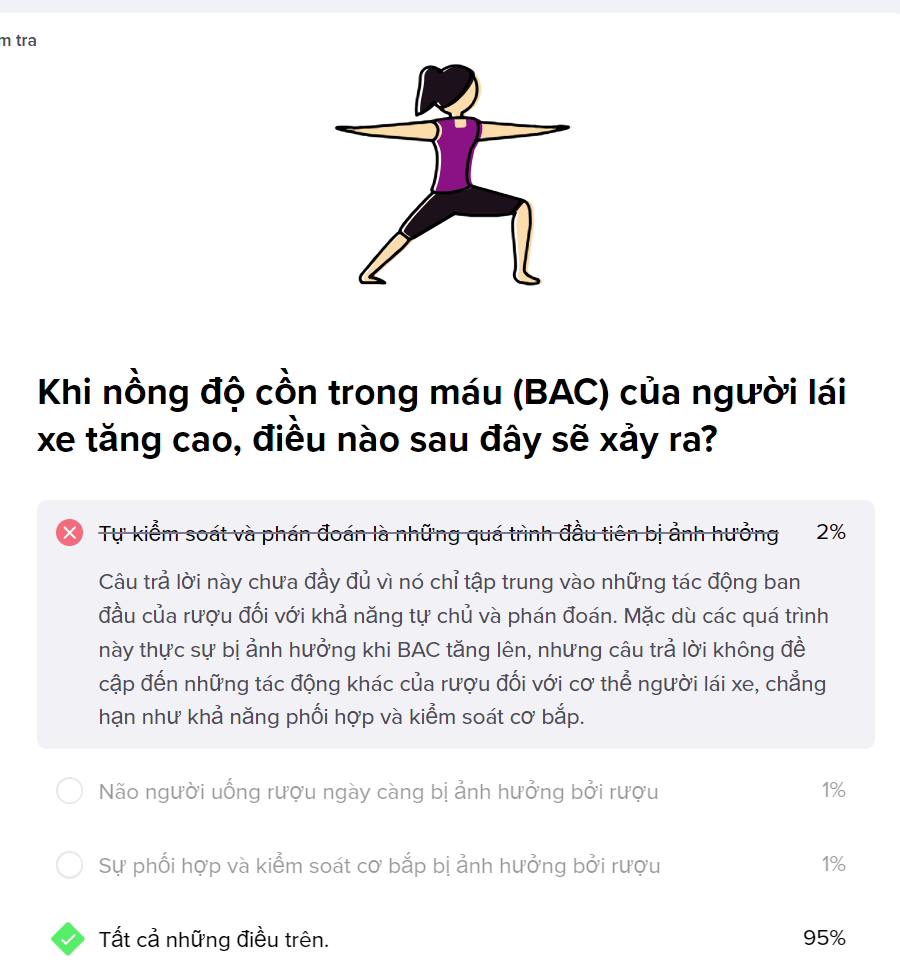 m tra
Khi nồng độ cồn trong máu (BAC) của người lái
xe tăng cao, điều nào sau đây sẽ xảy ra?
Tự kiểm soát và phán đoán là những quá trình đầu tiên bị ảnh hưởng 2%
Câu trả lời này chưa đầy đủ vì nó chỉ tập trung vào những tác động ban
đầu của rượu đối với khả năng tự chủ và phán đoán. Mặc dù các quá trình
này thực sự bị ảnh hưởng khi BAC tăng lên, nhưng câu trả lời không đề
cập đến những tác động khác của rượu đối với cơ thể người lái xe, chẳng
hạn như khả năng phối hợp và kiểm soát cơ bắp.
Não người uống rượu ngày càng bị ảnh hưởng bởi rượu 1%
Sự phối hợp và kiểm soát cơ bắp bị ảnh hưởng bởi rượu 1%
Tất cả những điều trên. 95%